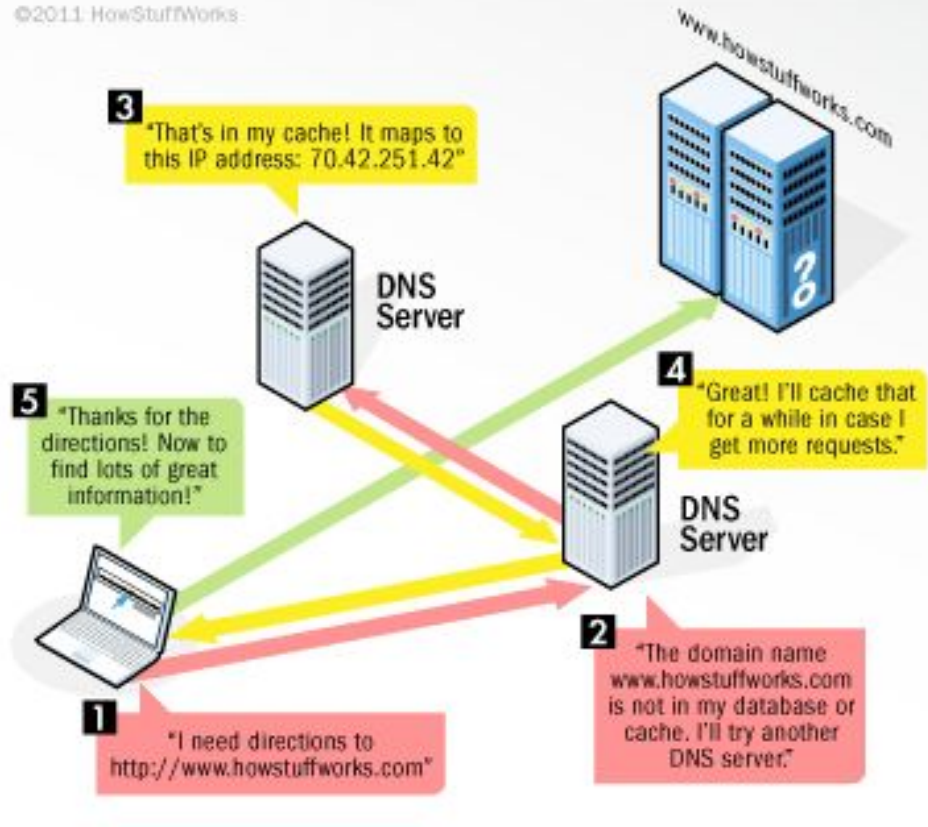 ©2011 HowStuffWorks
www.howstuffworks.com
3
"That's in my cache! It maps to
this IP address: 70.42.251.42"
DNS
Server
4
"Great! I'll cache that
for a while in case I
get more requests."
5
"Thanks for the
directions! Now to
find lots of great
information!"
DNS
Server
2
"The domain name
www.howstuffworks.com
is not in my database or
cache. I'll try another
DNS server."
1
"I need directions to
http://www.howstuffworks.com"